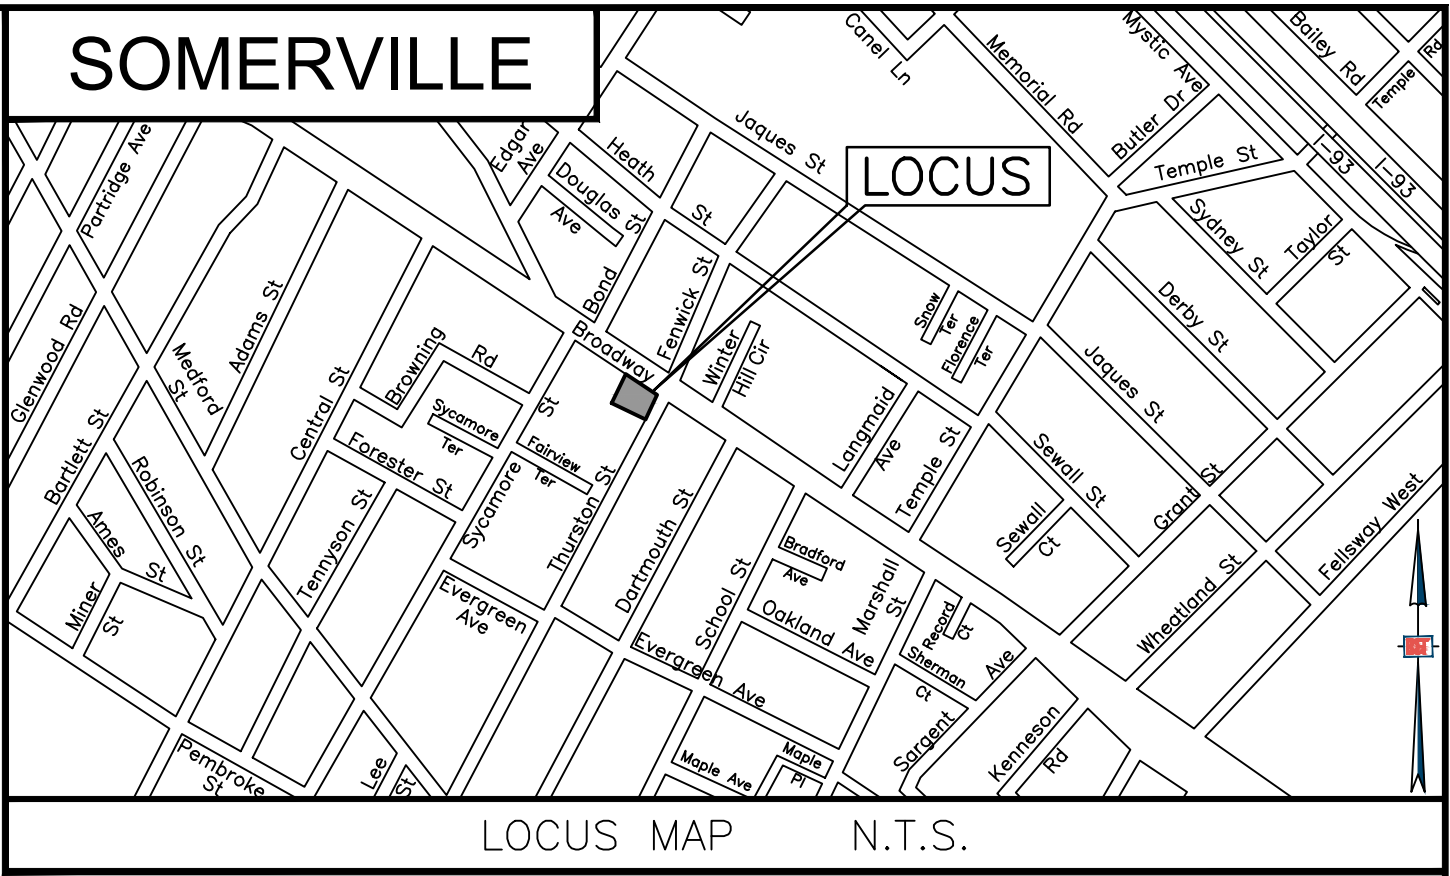 SOMERVILLE
Canel Ln
Memorial Rd
Mystic Ave
Butler Dr
Bailey Rd
Temple
Rd
I-93
I-93
Temple St
Sydney St
Taylor
St
Derby St
Jaques St
LOCUS
Partridge Ave
Edgar
Ave
Heath
St
Douglas
Ave
Bond
St
Fenwick St
Broadway
Winter
Hill Cir
Snow
Ter
Florence
Ter
Jaques St
Glenwood Rd
Medford
St
Adams St
Browning
Rd
Central St
Sycamore
Ter
Forester St
Fairview
Ter
Sycamore
St
Thurston St
Langmaid
Ave
Temple St
Sewall St
Sewall
Ct
Grant St
Fellsway West
Wheatland St
Bartlett St
Robinson St
Ames
St
Miner
St
Tennyson St
Evergreen
Ave
Dartmouth St
School St
Bradford
Ave
Oakland Ave
Marshall
St
Record
Ct
Sherman
Ct
Evergreen Ave
Sargent
Ave
Kenneson
Rd
Maple Ave
Maple
Pl
Pembroke
St
Lee
St
LOCUS MAP N.T.S.